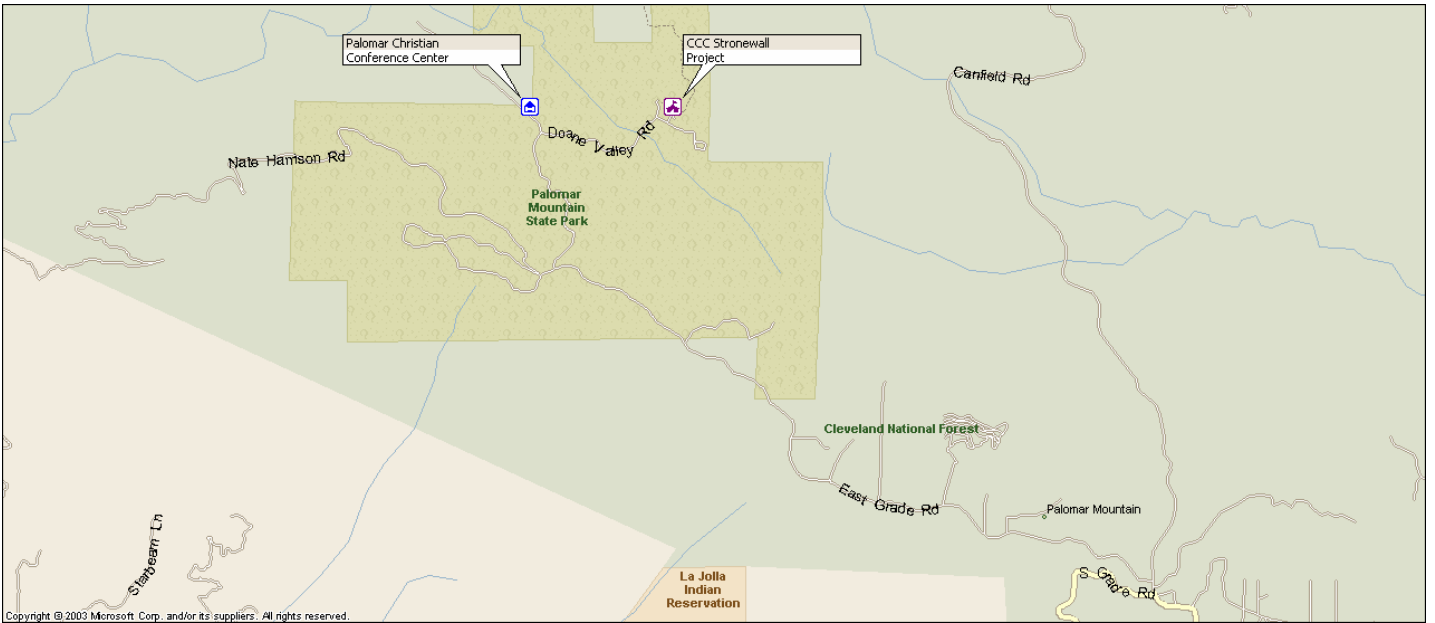 Palomar Christian
Conference Center
CCC Stronewall
Project
Canfield Rd
Doane Valley Rd
Nate Harrison Rd
Palomar
Mountain
State Park
Cleveland National Forest
East Grade Rd
Palomar Mountain
Starbeam Ln
La Jolla
Indian
Reservation
S Grade Rd
Copyright © 2003 Microsoft Corp. and/or its suppliers. All rights reserved.